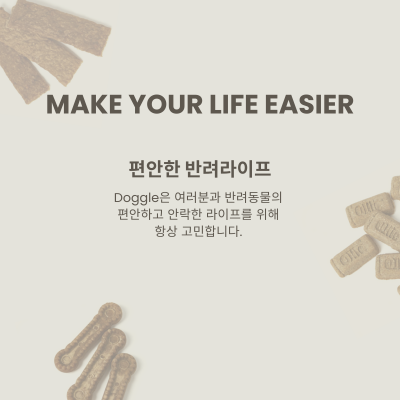 MAKE YOUR LIFE EASIER
편안한 반려라이프
Doggle은 여러분과 반려동물의
편안하고 안락한 라이프를 위해
항상 고민합니다.